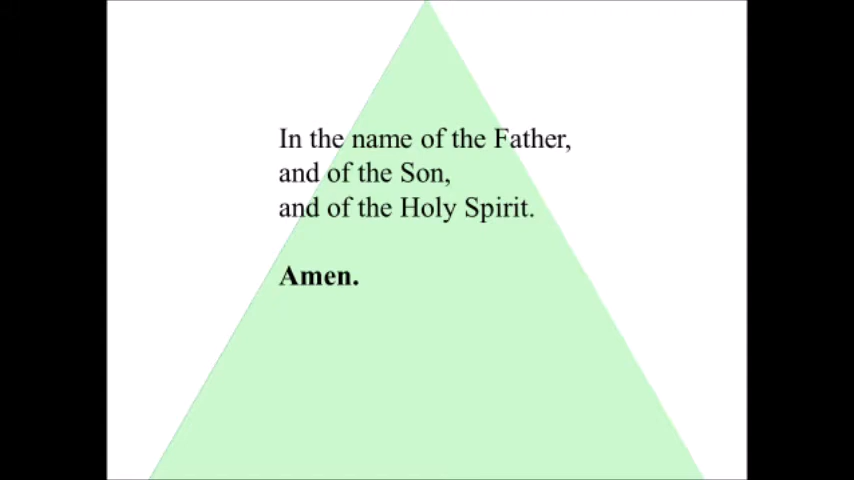 In the name of the Father,
and of the Son,
and of the Holy Spirit.
Amen.